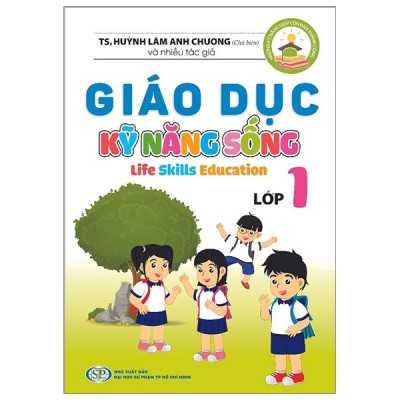 TS. HUỲNH LÂM ANH CHƯƠNG (Chủ biên)
và nhiều tác giả
GIÁO DỤC
KỸ NĂNG SỐNG
Life Skills Education
LỚP 1
SP
NHÀ XUẤT BẢN
ĐẠI HỌC SƯ PHẠM TP HỒ CHÍ MINH